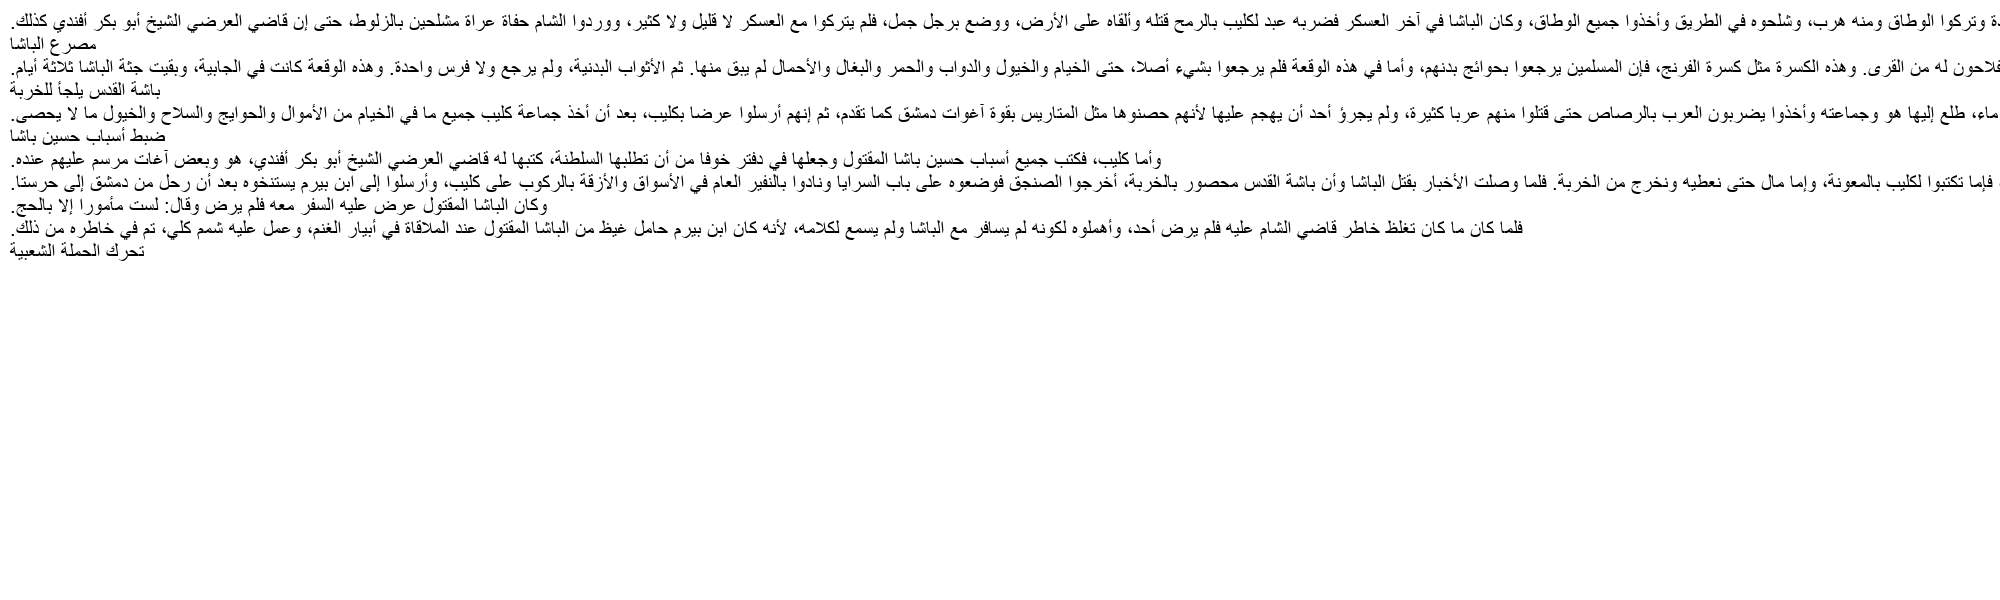 وتركوا الوطاق ومنه هرب، وشلحوه في الطريق وأخذوا جميع الوطاق، وكان الباشا في آخر العسكر فضربه عبد لكليب بالرمح قتله وألقاه على الأرض، ووضع برجل جمل، فلم يتركوا مع العسكر لا قليل ولا كثير، ووردوا الشام حفاة عراة مشلحين بالزلوط، حتى إن قاضي العرضي الشيخ أبو بكر أفندي كذلك.
مصرع الباشا
فلاحون له من القرى. وهذه الكسرة مثل كسرة الفرنج، فإن المسلمين يرجعوا بحوائج بدنهم، وأما في هذه الوقعة فلم يرجعوا بشيء أصلا، حتى الخيام والخيول والدواب والحمر والبغال والأحمال لم يبق منها. ثم الأثواب البدنية، ولم يرجع ولا فرس واحدة. وهذه الوقعة كانت في الجابية، وبقيت جثة الباشا ثلاثة أيام.
باشة القدس يلجأ للخربة
ماء، طلع إليها هو وجماعته وأخذوا يضربون العرب بالرصاص حتى قتلوا منهم عربا كثيرة، ولم يجرؤ أحد أن يهجم عليها لأنهم حصنوها مثل المتاريس بقوة آغوات دمشق كما تقدم، ثم إنهم أرسلوا عرضا بكليب، بعد أن أخذ جماعة كليب جميع ما في الخيام من الأموال والحوايج والسلاح والخيول ما لا يحصى.
ضبط أسباب حسين باشا
وأما كليب، فكتب جميع أسباب حسين باشا المقتول وجعلها في دفتر خوفا من أن تطلبها السلطنة، كتبها له قاضي العرضي الشيخ أبو بكر أفندي، هو وبعض آغات مرسم عليهم عنده.
فإما تكتبوا لكليب بالمعونة، وإما مال حتى نعطيه ونخرج من الخربة. فلما وصلت الأخبار بقتل الباشا وأن باشة القدس محصور بالخربة، أخرجوا الصنجق فوضعوه على باب السرايا ونادوا بالنفير العام في الأسواق والأزقة بالركوب على كليب، وأرسلوا إلى ابن بيرم يستنخوه بعد أن رحل من دمشق إلى حرستا.
وكان الباشا المقتول عرض عليه السفر معه فلم يرض وقال: لست مأمورا إلا بالحج.
فلما كان ما كان تغلظ خاطر قاضي الشام عليه فلم يرض أحد، وأهملوه لكونه لم يسافر مع الباشا ولم يسمع لكلامه، لأنه كان ابن بيرم حامل غيظ من الباشا المقتول عند الملاقاة في أبيار الغنم، وعمل عليه شمم كلي، تم في خاطره من ذلك.
تحرك الحملة الشعبية